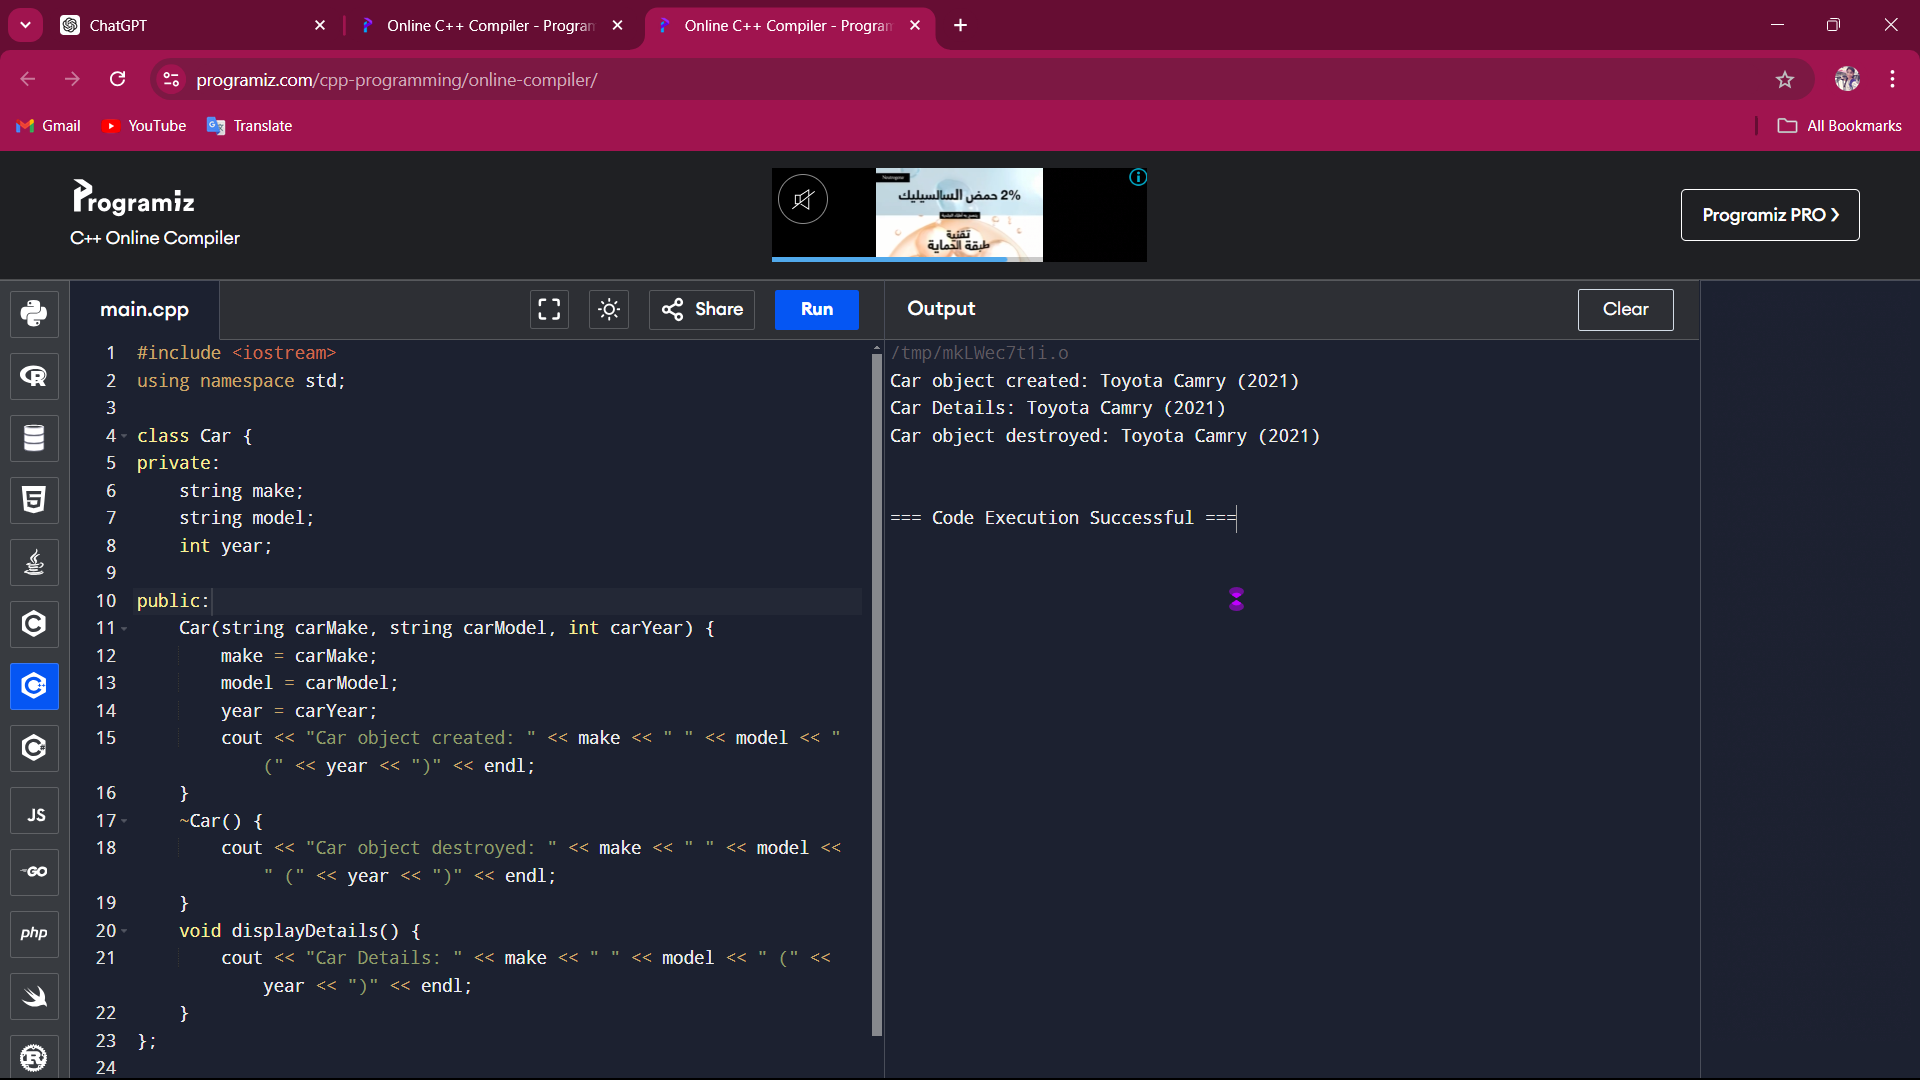 ChatGPT
Online C++ Compiler - Program
Online C++ Compiler - Program
programiz.com/cpp-programming/online-compiler/
Gmail
YouTube
Translate
All Bookmarks
Programiz
C++ Online Compiler
Neutrogena
2% حمض السالسيليك
تقنية
طبقة الحماية
Programiz PRO >
main.cpp
Share
Run
Output
Clear
1 #include <iostream>
2 using namespace std;
3
4 class Car {
5 private:
6 string make;
7 string model;
8 int year;
9
10 public:
11 Car(string carMake, string carModel, int carYear) {
12 make = carMake;
13 model = carModel;
14 year = carYear;
15 cout << "Car object created: " << make << " " << model << "
(" << year << ")" << endl;
16 }
17 ~Car() {
18 cout << "Car object destroyed: " << make << " " << model <<
" (" << year << ")" << endl;
19 }
20 void displayDetails() {
21 cout << "Car Details: " << make << " " << model << " (" <<
year << ")" << endl;
22 }
23 };
24
/tmp/mkLWec7t1i.o
Car object created: Toyota Camry (2021)
Car Details: Toyota Camry (2021)
Car object destroyed: Toyota Camry (2021)
=== Code Execution Successful ===
R
5
C
C++
C#
JS
GO
php
R